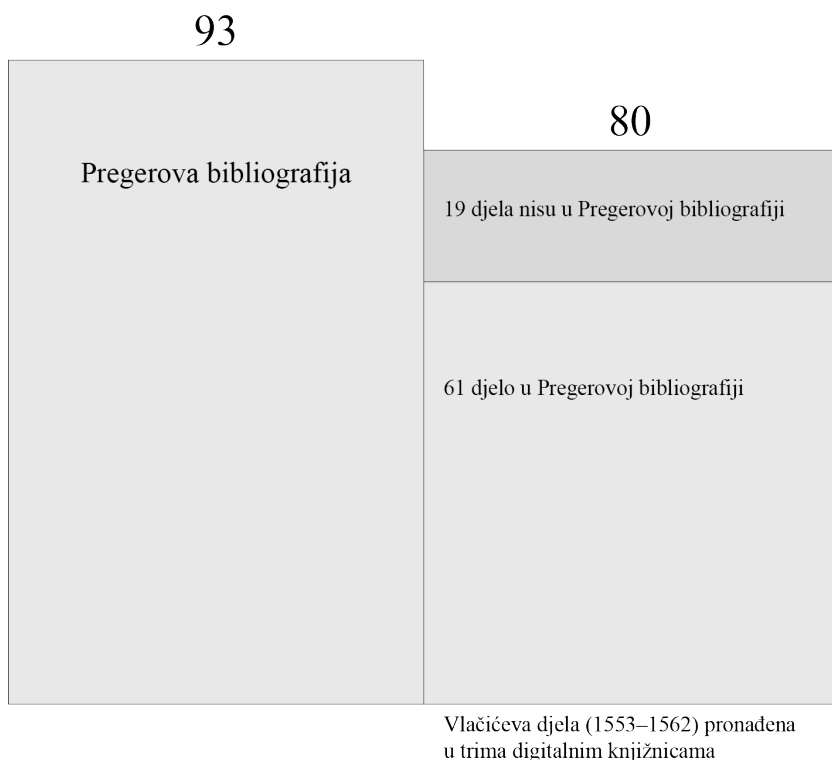 93
Pregerova bibliografija
80
19 djela nisu u Pregerovoj bibliografiji
61 djelo u Pregerovoj bibliografiji
Vlačićeva djela (1553–1562) pronađena
u trima digitalnim knjižnicama